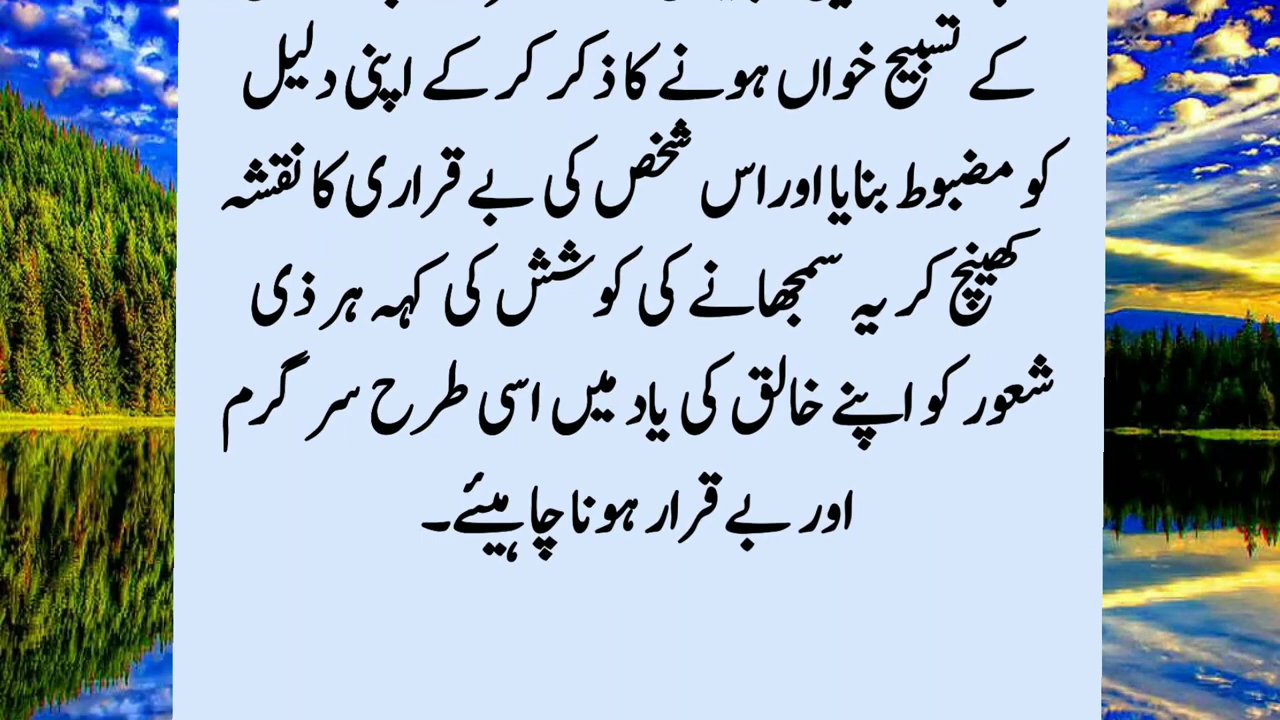 کے تسبیح خواں ہونے کا ذکر کر کے اپنی دلیل
کو مضبوط بنایا اور اس شخص کی بے قراری کا نقشہ
کھینچ کر یہ سمجھانے کی کوشش کی کہہ ہر ذی
شعور کو اپنے خالق کی یاد میں اسی طرح سر گرم
اور بے قرار ہونا چاہیئے۔